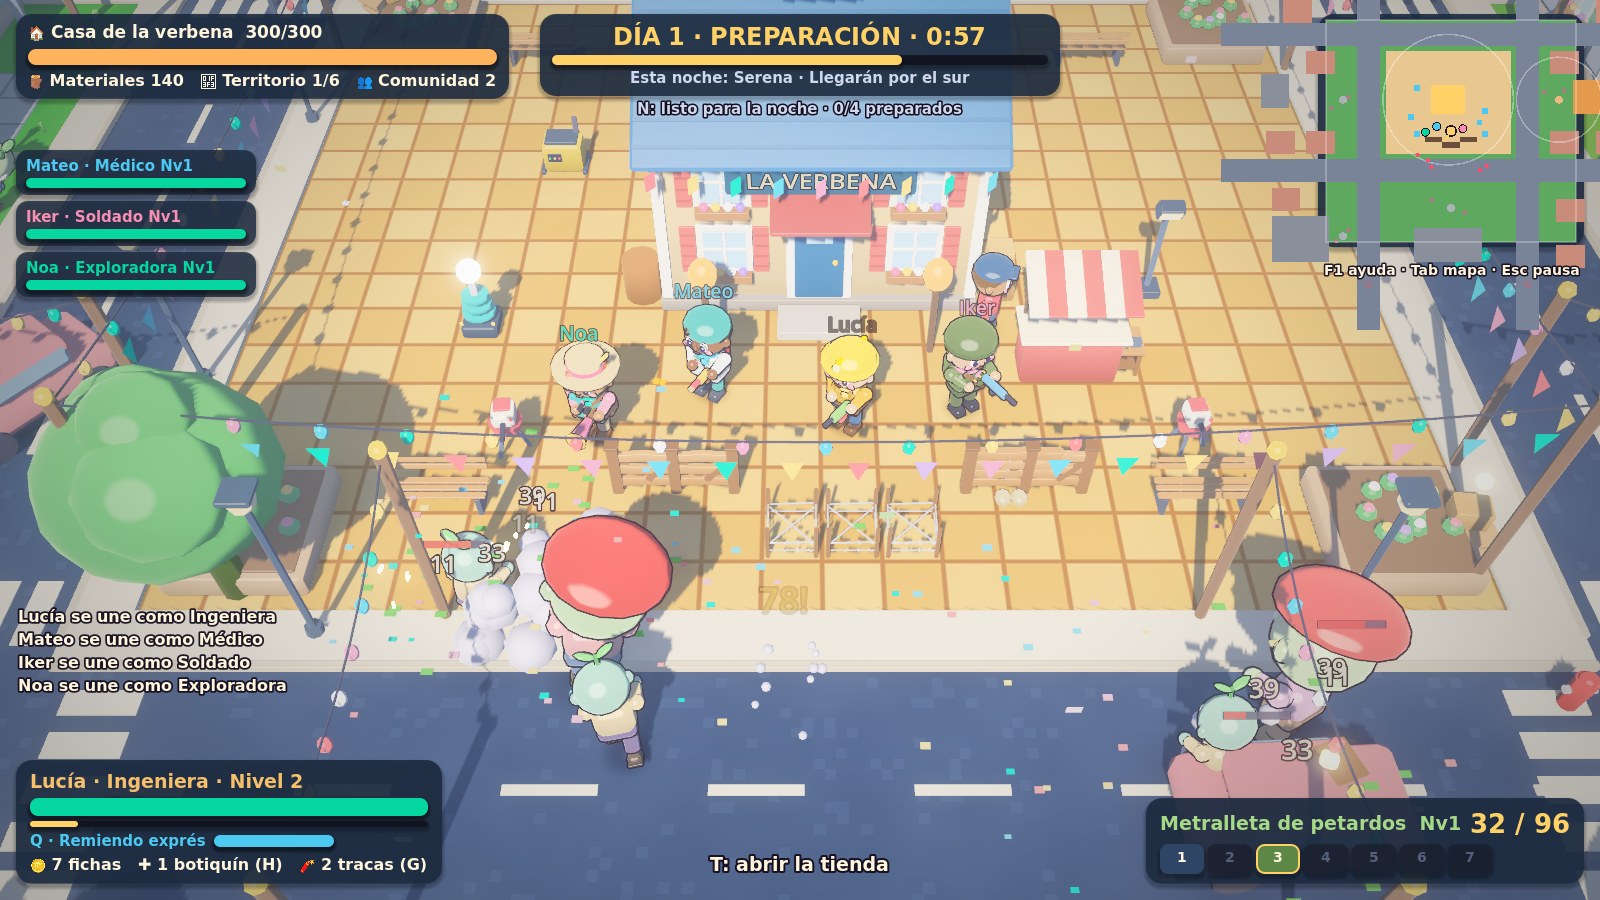 Casa de la verbena 300/300
Materiales 140 Territorio 1/6 Comunidad 2
DÍA 1 · PREPARACIÓN · 0:57
Esta noche: Serena · Llegarán por el sur
N: listo para la noche · 0/4 preparados
F1 ayuda · Tab mapa · Esc pausa
Mateo · Médico Nv1
Iker · Soldado Nv1
Noa · Exploradora Nv1
LA VERBENA
Mateo
Iker
Lucía
Noa
39
11
11
33
11
78!
39
11
39
33
Lucía se une como Ingeniera
Mateo se une como Médico
Iker se une como Soldado
Noa se une como Exploradora
Lucía · Ingeniera · Nivel 2
Q · Remiendo exprés
7 fichas 1 botiquín (H) 2 tracas (G)
T: abrir la tienda
Metralleta de petardos Nv1 32 / 96
1 2 3 4 5 6 7